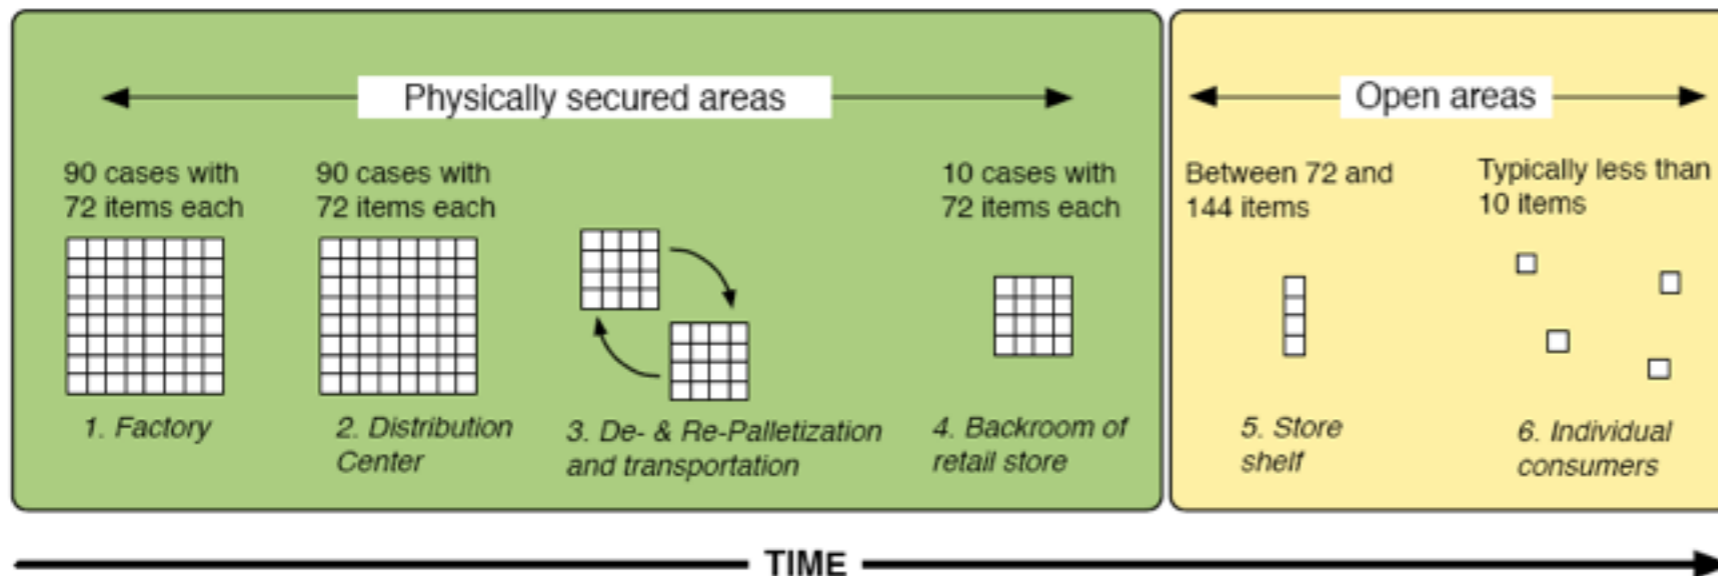 Physically secured areas
Open areas
90 cases with
72 items each
90 cases with
72 items each
10 cases with
72 items each
Between 72 and
144 items
Typically less than
10 items
1. Factory
2. Distribution
Center
3. De- & Re-Palletization
and transportation
4. Backroom of
retail store
5. Store
shelf
6. Individual
consumers
TIME